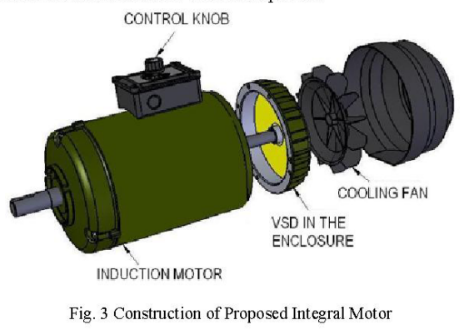 CONTROL KNOB
COOLING FAN
VSD IN THE
ENCLOSURE
INDUCTION MOTOR
Fig. 3 Construction of Proposed Integral Motor